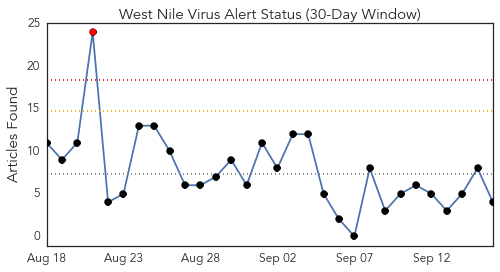 West Nile Virus Alert Status (30-Day Window)
25
20
15
10
5
0
Articles Found
Aug 18 Aug 23 Aug 28 Sep 02 Sep 07 Sep 12